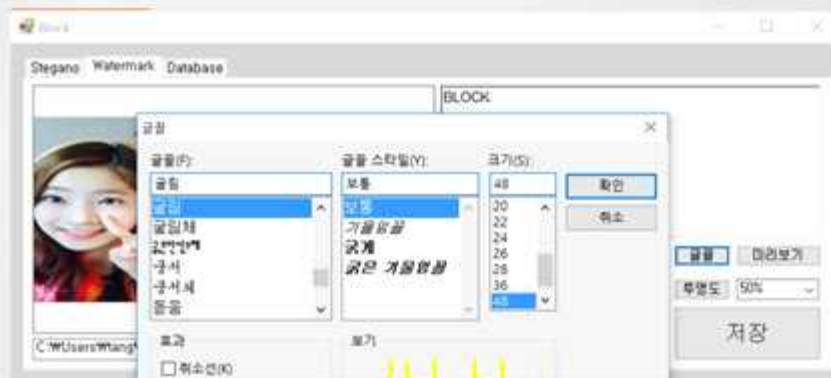 Block
Stegano Watermark Database
BLOCK
글꼴
글꼴(F): 글꼴 스타일(Y): 크기(S):
굴림 보통 48 확인
굴림 보통 20 취소
굴림체 기울임꼴 22
굵게 24
궁서 굵은 기울임꼴 26
궁서체 28
돋움 36
48
글꼴 미리보기
투명도 50%
저장
C:₩Users₩tang₩
효과 보기
취소선(K)